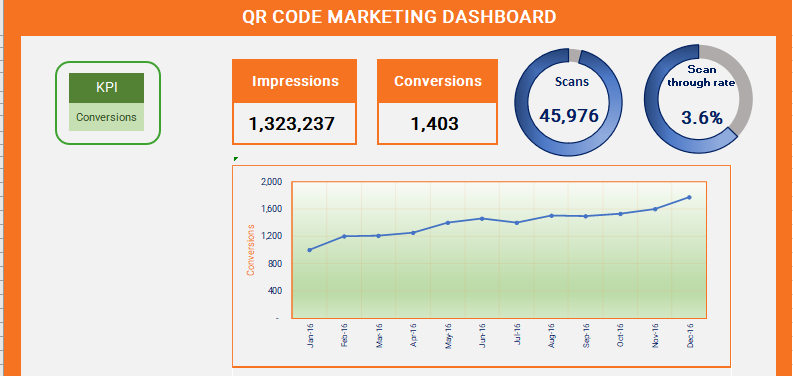 QR CODE MARKETING DASHBOARD
KPI
Conversions
Impressions
1,323,237
Conversions
1,403
Scans
45,976
Scan
through rate
3.6%
Conversions
2,000
1,600
1,200
800
400
-
Jan-16
Feb-16
Mar-16
Apr-16
May-16
Jun-16
Jul-16
Aug-16
Sep-16
Oct-16
Nov-16
Dec-16